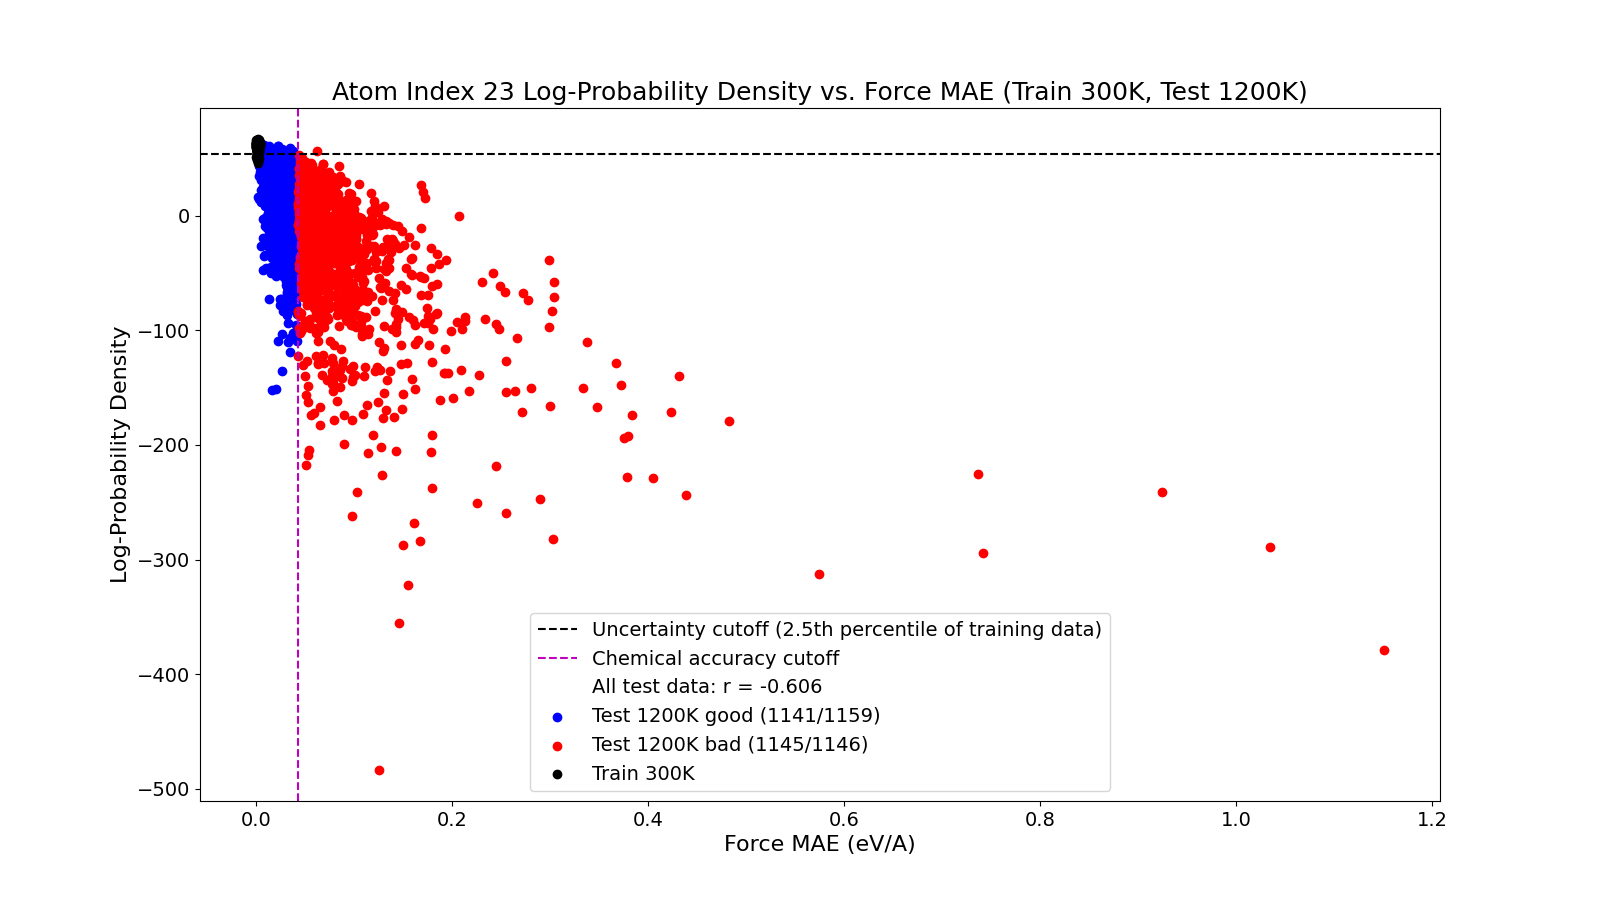 Atom Index 23 Log-Probability Density vs. Force MAE (Train 300K, Test 1200K)
Log-Probability Density
0
−100
−200
−300
−400
−500
Uncertainty cutoff (2.5th percentile of training data)
Chemical accuracy cutoff
All test data: r = -0.606
Test 1200K good (1141/1159)
Test 1200K bad (1145/1146)
Train 300K
0.0 0.2 0.4 0.6 0.8 1.0 1.2
Force MAE (eV/A)